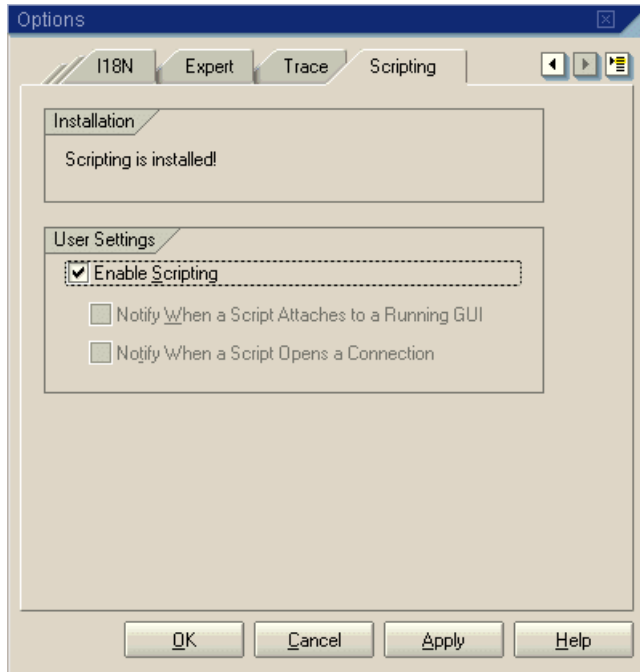 Options
I18N
Expert
Trace
Scripting
Installation
Scripting is installed!
User Settings
Enable Scripting
Notify When a Script Attaches to a Running GUI
Notify When a Script Opens a Connection
OK
Cancel
Apply
Help